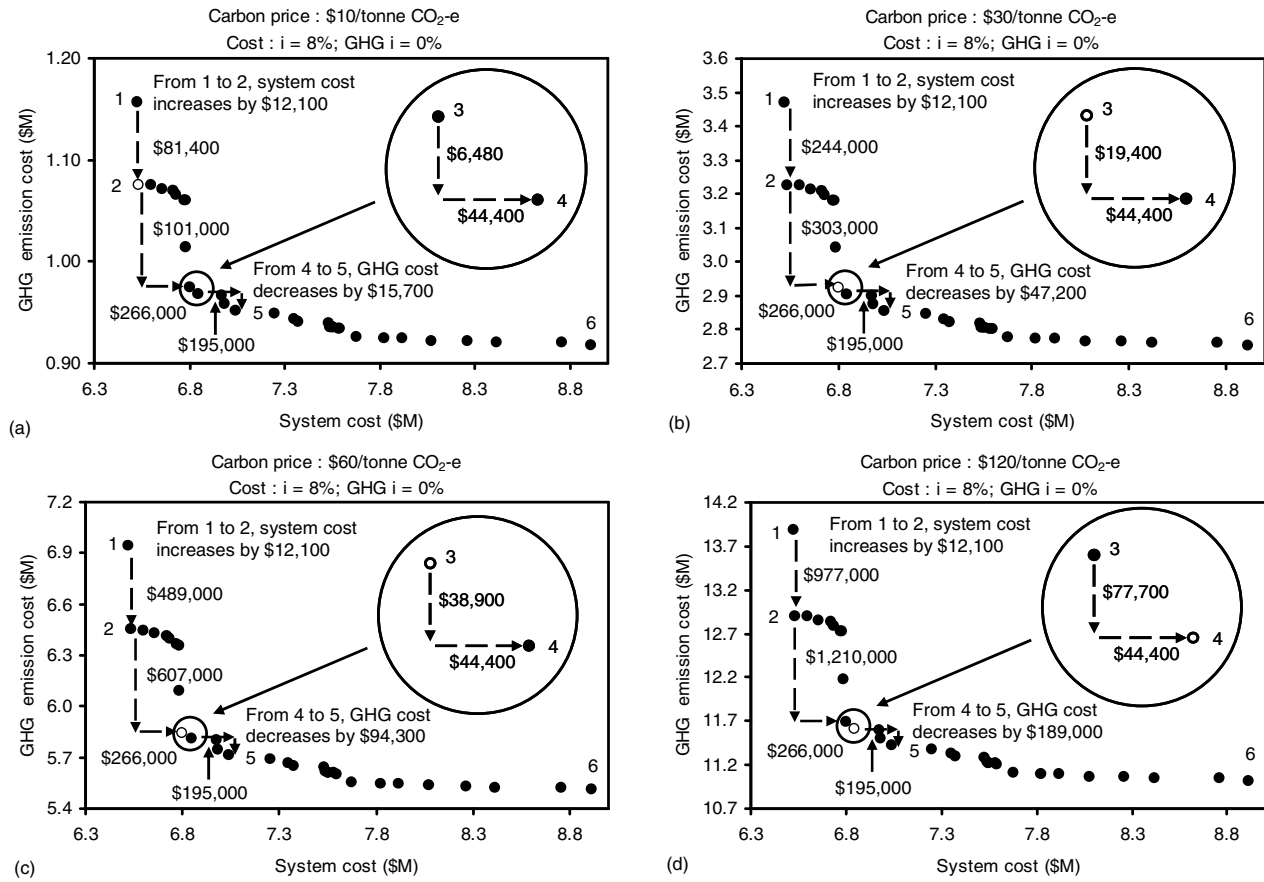 Carbon price : $10/tonne CO2-e
Cost : i = 8%; GHG i = 0%
GHG emission cost ($M)
1.20
1.10
1.00
0.90
From 1 to 2, system cost
increases by $12,100
1
$81,400
2
$101,000
$266,000
$195,000
From 4 to 5, GHG cost
decreases by $15,700
5
6
3
$6,480
$44,400
4
6.3 6.8 7.3 7.8 8.3 8.8
System cost ($M)
(a)
Carbon price : $30/tonne CO2-e
Cost : i = 8%; GHG i = 0%
GHG emission cost ($M)
3.6
3.5
3.4
3.3
3.2
3.1
3.0
2.9
2.8
2.7
From 1 to 2, system cost
increases by $12,100
1
$244,000
2
$303,000
$266,000
$195,000
From 4 to 5, GHG cost
decreases by $47,200
5
6
3
$19,400
$44,400
4
6.3 6.8 7.3 7.8 8.3 8.8
System cost ($M)
(b)
Carbon price : $60/tonne CO2-e
Cost : i = 8%; GHG i = 0%
GHG emission cost ($M)
7.2
6.9
6.6
6.3
6.0
5.7
5.4
From 1 to 2, system cost
increases by $12,100
1
$489,000
2
$607,000
$266,000
$195,000
From 4 to 5, GHG cost
decreases by $94,300
5
6
3
$38,900
$44,400
4
6.3 6.8 7.3 7.8 8.3 8.8
System cost ($M)
(c)
Carbon price : $120/tonne CO2-e
Cost : i = 8%; GHG i = 0%
GHG emission cost ($M)
14.2
13.7
13.2
12.7
12.2
11.7
11.2
10.7
From 1 to 2, system cost
increases by $12,100
1
$977,000
2
$1,210,000
$266,000
$195,000
From 4 to 5, GHG cost
decreases by $189,000
5
6
3
$77,700
$44,400
4
6.3 6.8 7.3 7.8 8.3 8.8
System cost ($M)
(d)